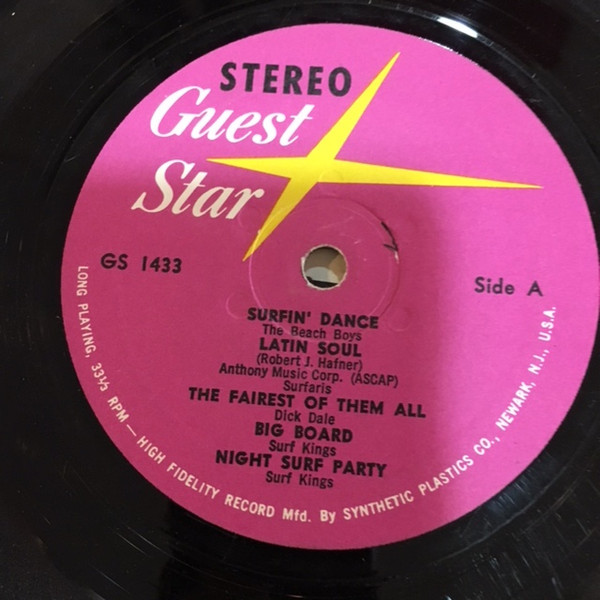 STEREO
Guest
Star
GS 1433
Side A
SURFIN' DANCE
The Beach Boys
LATIN SOUL
(Robert J. Hafner)
Anthony Music Corp. (ASCAP)
Surfaris
THE FAIREST OF THEM ALL
Dick Dale
BIG BOARD
Surf Kings
NIGHT SURF PARTY
Surf Kings
LONG PLAYING, 33⅓ RPM — HIGH FIDELITY RECORD Mfd. By SYNTHETIC PLASTICS CO., NEWARK, N.J., U.S.A.